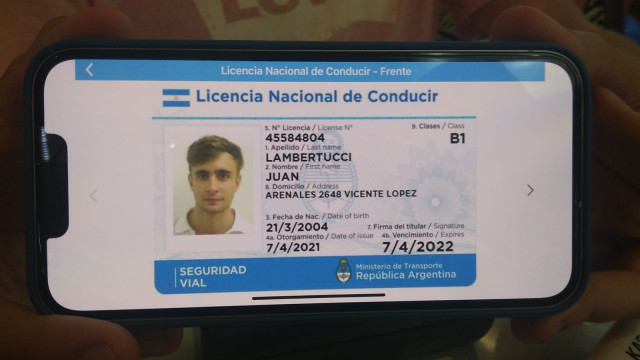 LOV
Licencia Nacional de Conducir - Frente
Licencia Nacional de Conducir
5. N° Licencia / License N°
9. Clases / Class
45584804
B1
1. Apellido / Last name
LAMBERTUCCI
2. Nombre / First name
JUAN
8. Domicilio / Address
ARENALES 2648 VICENTE LOPEZ
3. Fecha de Nac. / Date of birth
21/3/2004
7. Firma del titular / Signature
4a. Otorgamiento / Date of issue
4b. Vencimiento / Expires
7/4/2021
7/4/2022
SEGURIDAD
VIAL
Ministerio de Transporte
República Argentina